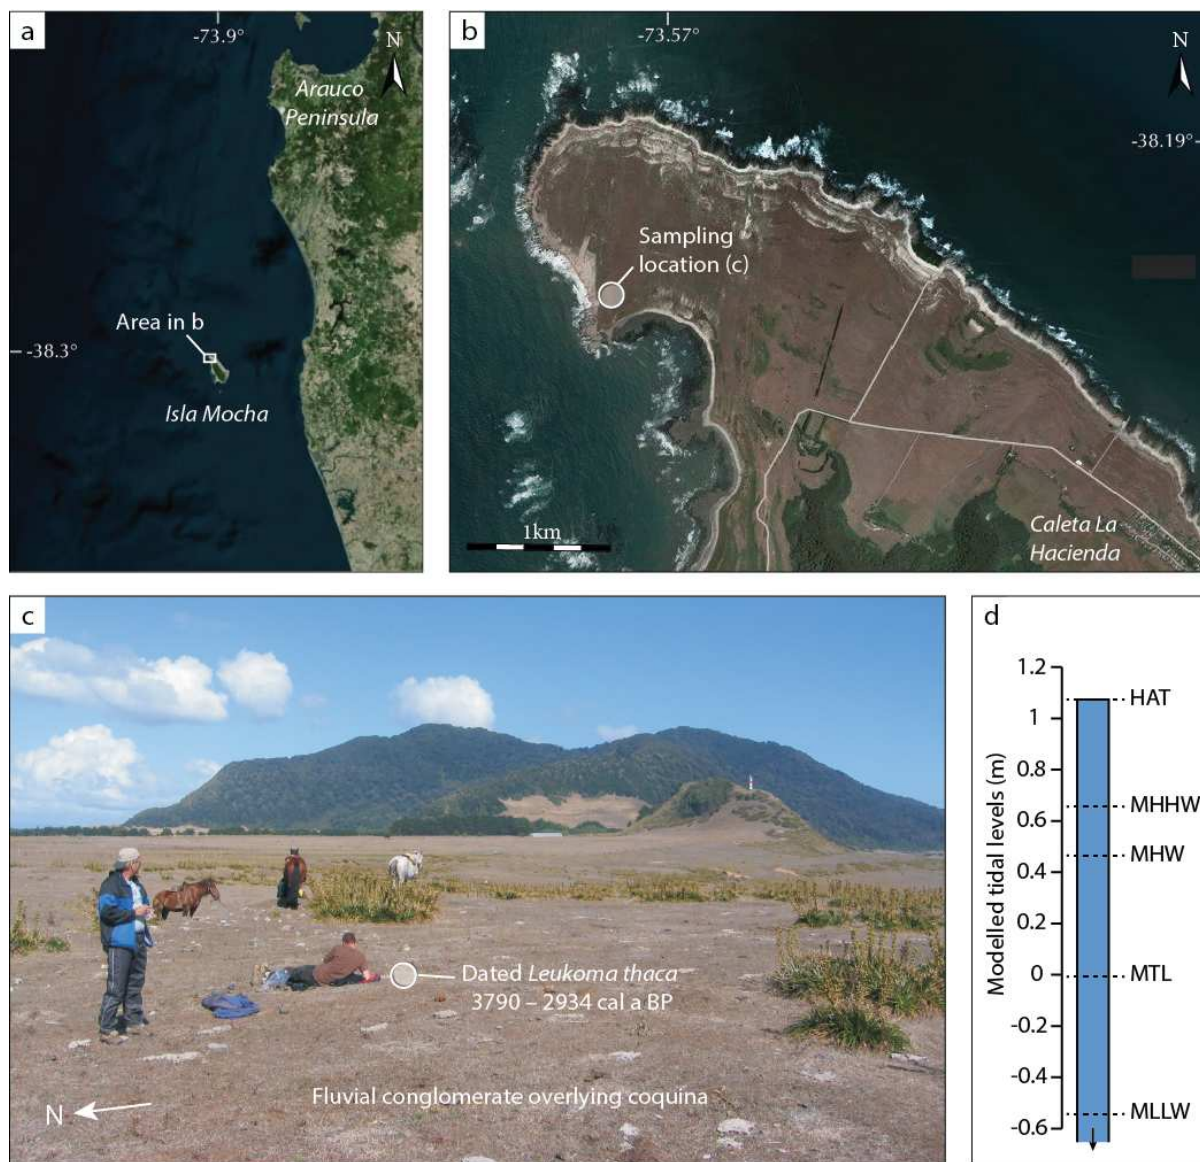 a
-73.9°
N
Arauco
Peninsula
Area in b
-38.3°
Isla Mocha
b
-73.57°
N
-38.19°
Sampling
location (c)
1km
Caleta La
Hacienda
c
Dated Leukoma thaca
3790 – 2934 cal a BP
N
Fluvial conglomerate overlying coquina
d
Modelled tidal levels (m)
1.2
1
0.8
0.6
0.4
0.2
0
-0.2
-0.4
-0.6
HAT
MHHW
MHW
MTL
MLLW